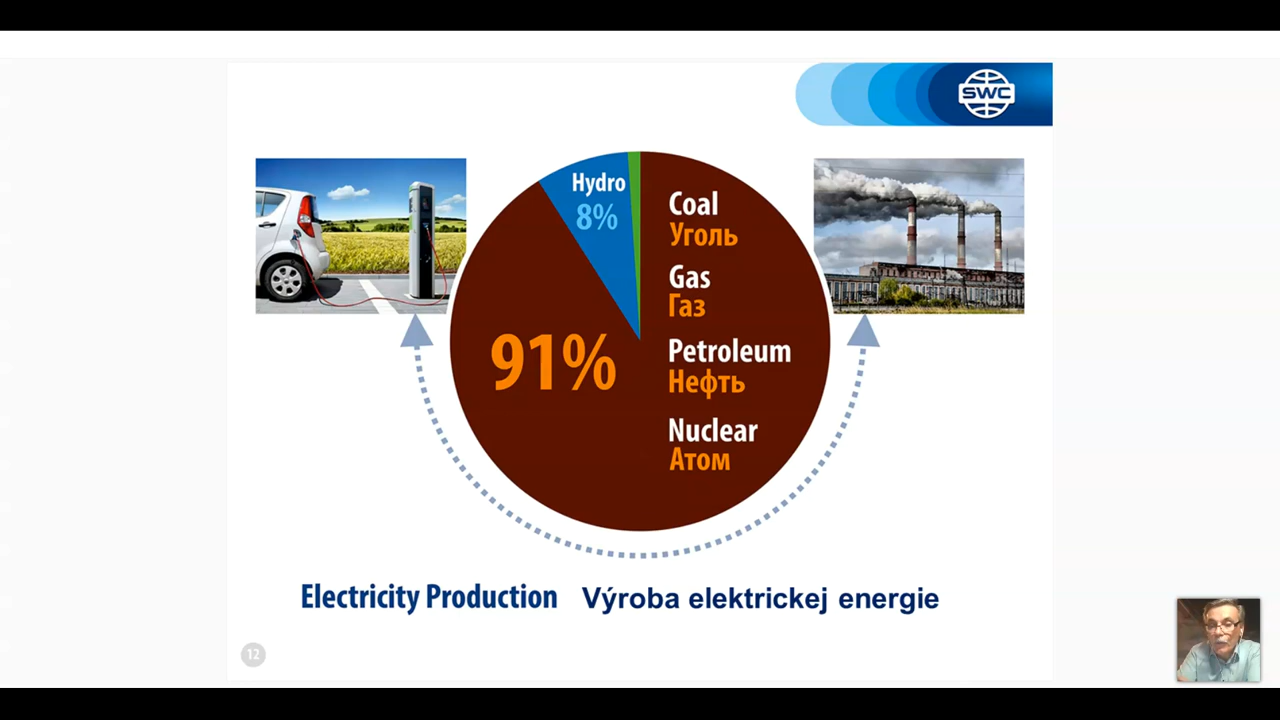 SWC
Hydro
8%
91%
Coal
Уголь
Gas
Газ
Petroleum
Нефть
Nuclear
Атом
Electricity Production Výroba elektrickej energie
12